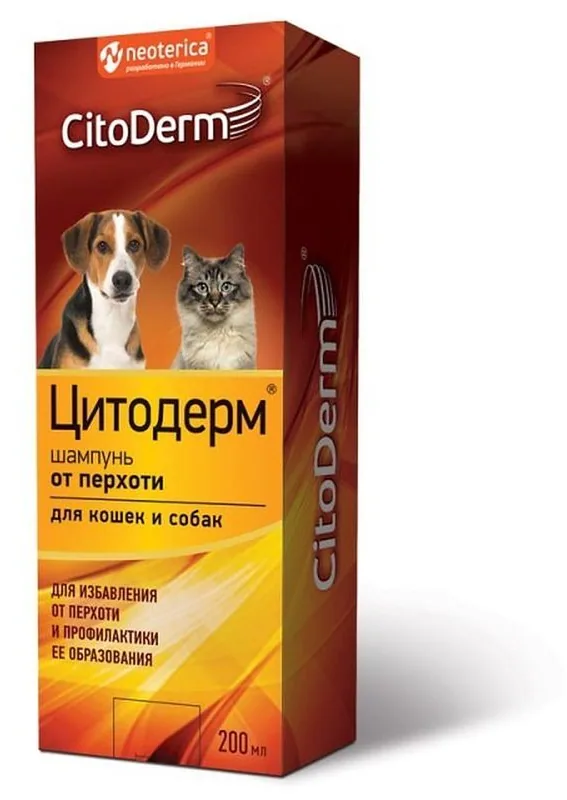 neoterica®
разработано в Германии
CitoDerm®
Цитодерм®
шампунь
от перхоти
для кошек и собак
ДЛЯ ИЗБАВЛЕНИЯ
ОТ ПЕРХОТИ
И ПРОФИЛАКТИКИ
ЕЕ ОБРАЗОВАНИЯ
200 мл
CitoDerm®